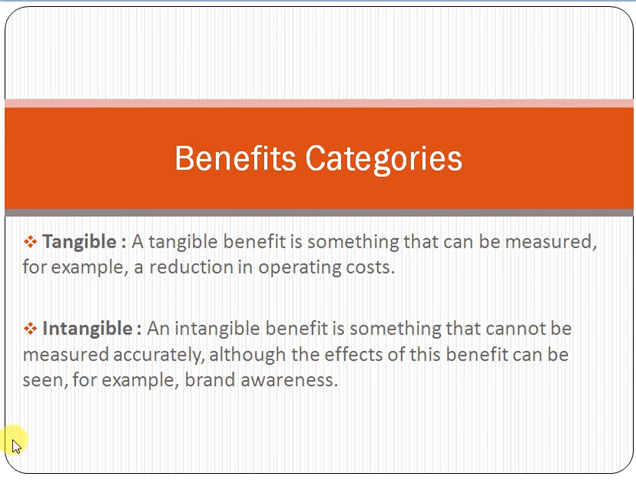 Benefits Categories
Tangible : A tangible benefit is something that can be measured,
for example, a reduction in operating costs.
Intangible : An intangible benefit is something that cannot be
measured accurately, although the effects of this benefit can be
seen, for example, brand awareness.